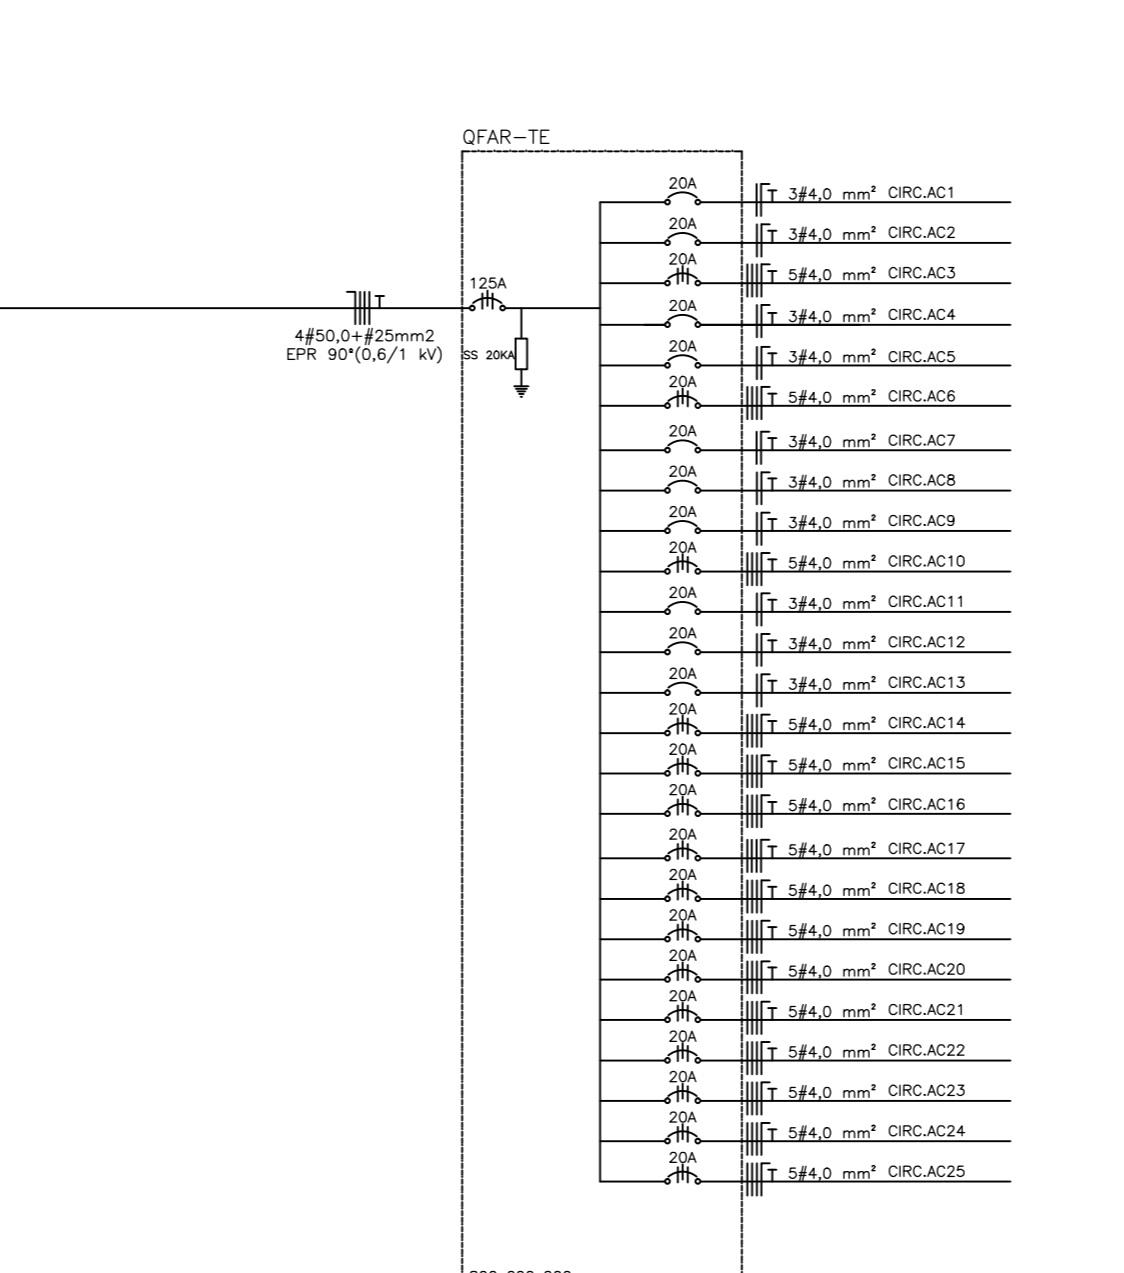 QFAR-TE
20A
3#4,0 mm² CIRC.AC1
20A
3#4,0 mm² CIRC.AC2
20A
5#4,0 mm² CIRC.AC3
125A
T
4#50,0+#25mm2
EPR 90°(0,6/1 kV)
SS 20KA
20A
T 3#4,0 mm² CIRC.AC4
20A
T 3#4,0 mm² CIRC.AC5
20A
T 5#4,0 mm² CIRC.AC6
20A
T 3#4,0 mm² CIRC.AC7
20A
T 3#4,0 mm² CIRC.AC8
20A
T 3#4,0 mm² CIRC.AC9
20A
T 5#4,0 mm² CIRC.AC10
20A
T 3#4,0 mm² CIRC.AC11
20A
T 3#4,0 mm² CIRC.AC12
20A
T 3#4,0 mm² CIRC.AC13
20A
T 5#4,0 mm² CIRC.AC14
20A
T 5#4,0 mm² CIRC.AC15
20A
T 5#4,0 mm² CIRC.AC16
20A
T 5#4,0 mm² CIRC.AC17
20A
T 5#4,0 mm² CIRC.AC18
20A
T 5#4,0 mm² CIRC.AC19
20A
T 5#4,0 mm² CIRC.AC20
20A
T 5#4,0 mm² CIRC.AC21
20A
T 5#4,0 mm² CIRC.AC22
20A
T 5#4,0 mm² CIRC.AC23
20A
T 5#4,0 mm² CIRC.AC24
20A
T 5#4,0 mm² CIRC.AC25